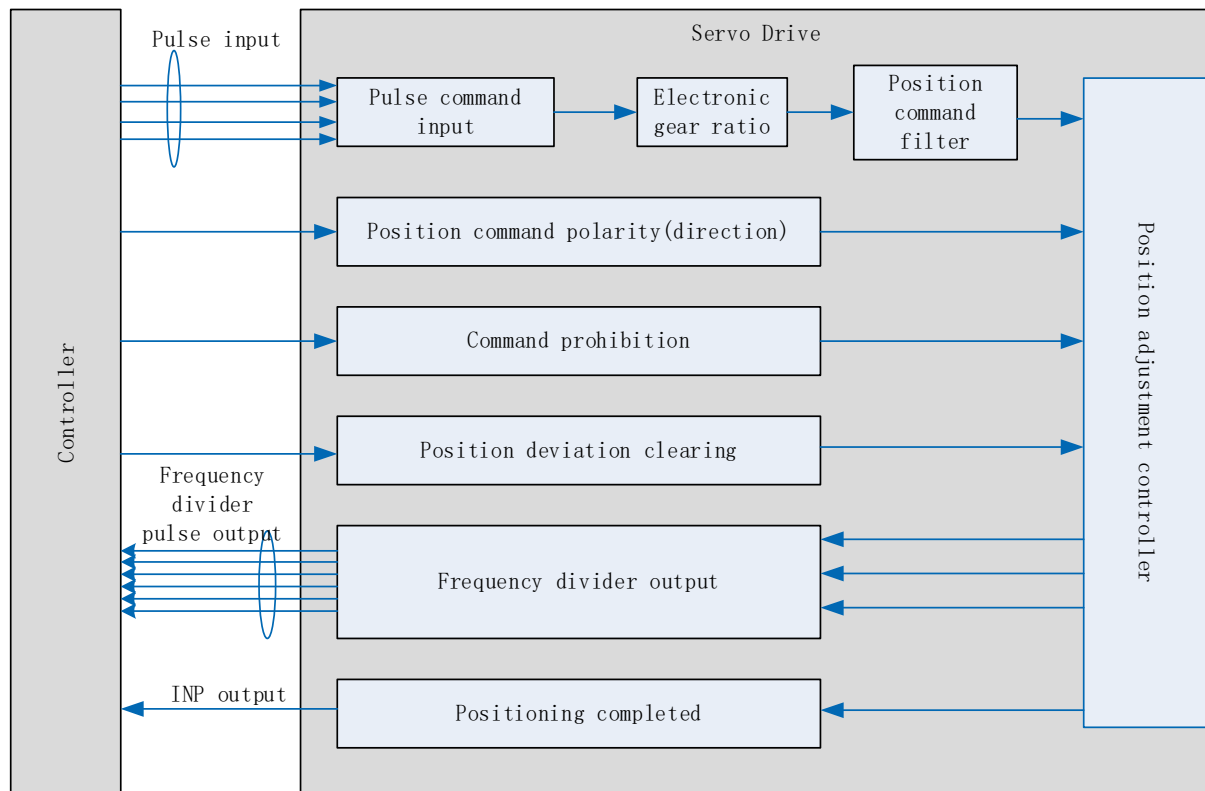 Servo Drive
Pulse input
Pulse command
input
Electronic
gear ratio
Position
command
filter
Position command polarity(direction)
Command prohibition
Position deviation clearing
Controller
Position adjustment controller
Frequency
divider
pulse output
Frequency divider output
INP output
Positioning completed